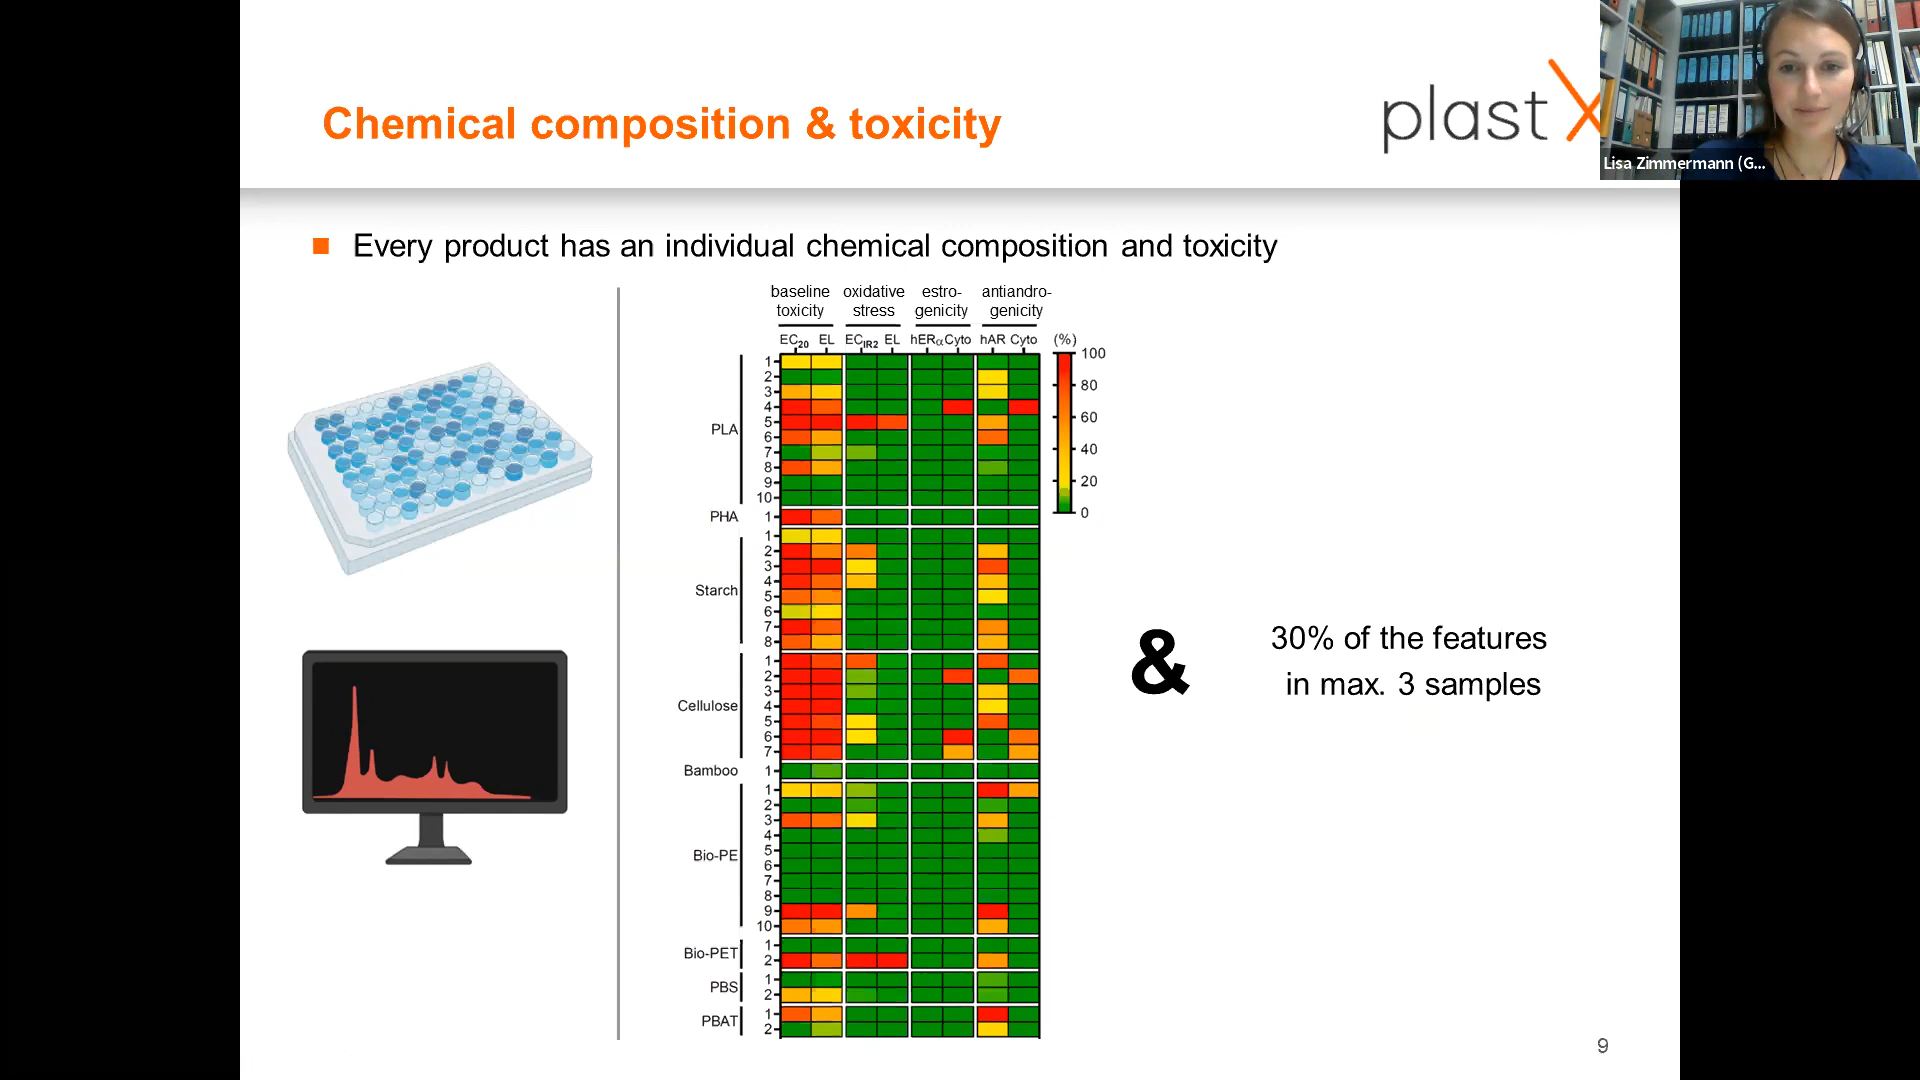 Chemical composition & toxicity
plastX
Lisa Zimmermann (G...
Every product has an individual chemical composition and toxicity
baseline oxidative estro- antiandro-
toxicity stress genicity genicity
EC20 EL ECIR2 EL hERα Cyto hAR Cyto (%)
100
80
60
40
20
0
PLA
1
2
3
4
5
6
7
8
9
10
PHA
1
Starch
1
2
3
4
5
6
7
8
Cellulose
1
2
3
4
5
6
7
Bamboo
1
Bio-PE
1
2
3
4
5
6
7
8
9
10
Bio-PET
1
2
PBS
1
2
PBAT
1
2
&
30% of the features
in max. 3 samples
9